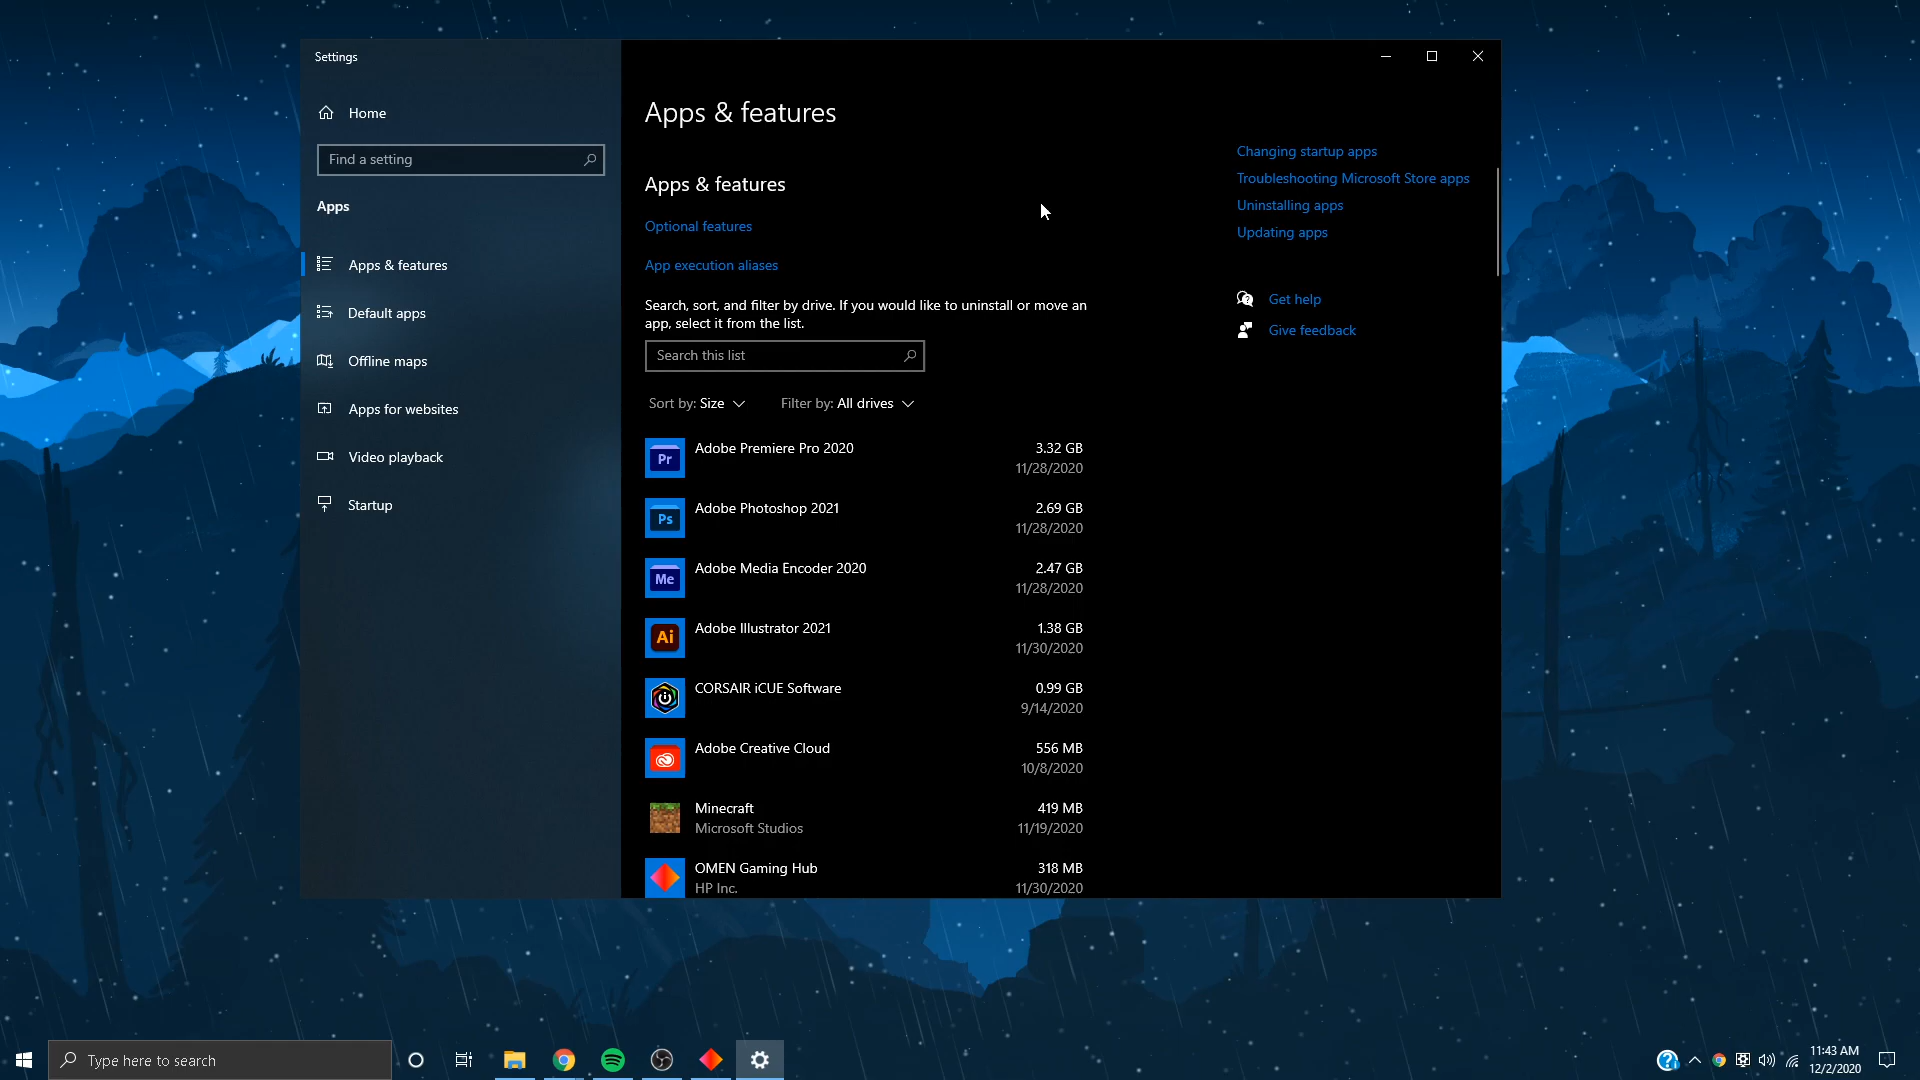 Settings
Home
Find a setting
Apps
Apps & features
Default apps
Offline maps
Apps for websites
Video playback
Startup
Apps & features
Apps & features
Optional features
App execution aliases
Search, sort, and filter by drive. If you would like to uninstall or move an
app, select it from the list.
Search this list
Sort by: Size Filter by: All drives
Pr Adobe Premiere Pro 2020 3.32 GB
11/28/2020
Ps Adobe Photoshop 2021 2.69 GB
11/28/2020
Me Adobe Media Encoder 2020 2.47 GB
11/28/2020
Ai Adobe Illustrator 2021 1.38 GB
11/30/2020
CORSAIR iCUE Software 0.99 GB
9/14/2020
Adobe Creative Cloud 556 MB
10/8/2020
Minecraft 419 MB
Microsoft Studios 11/19/2020
OMEN Gaming Hub 318 MB
HP Inc. 11/30/2020
Changing startup apps
Troubleshooting Microsoft Store apps
Uninstalling apps
Updating apps
Get help
Give feedback
Type here to search
11:43 AM
12/2/2020